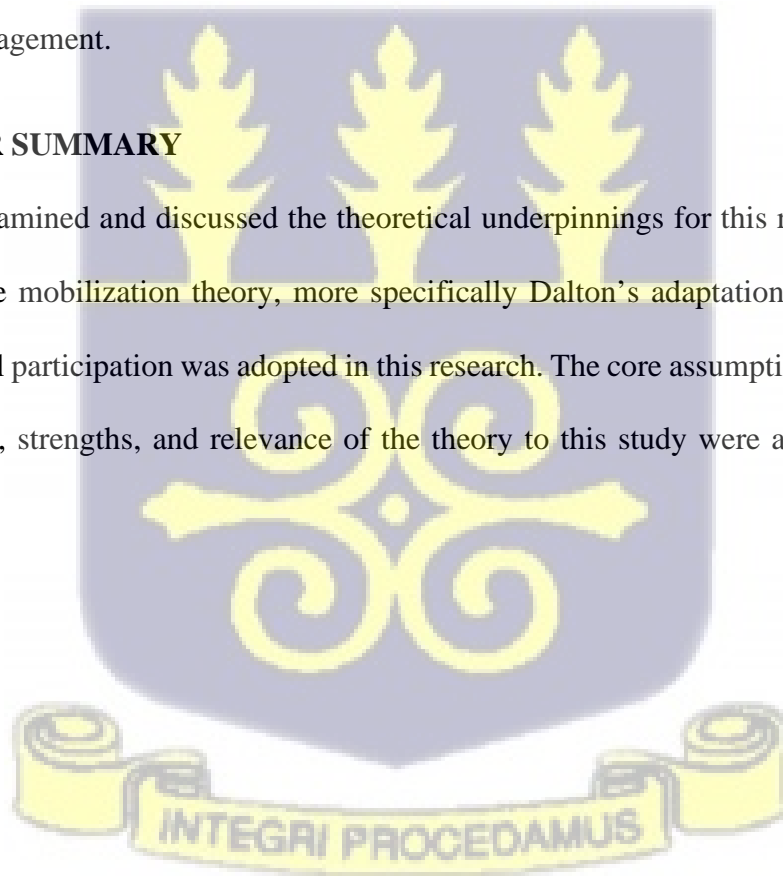 agement.
R SUMMARY
amined and discussed the theoretical underpinnings for this r
e mobilization theory, more specifically Dalton's adaptation
l participation was adopted in this research. The core assumpti
, strengths, and relevance of the theory to this study were a
INTEGRI PROCEDAMUS